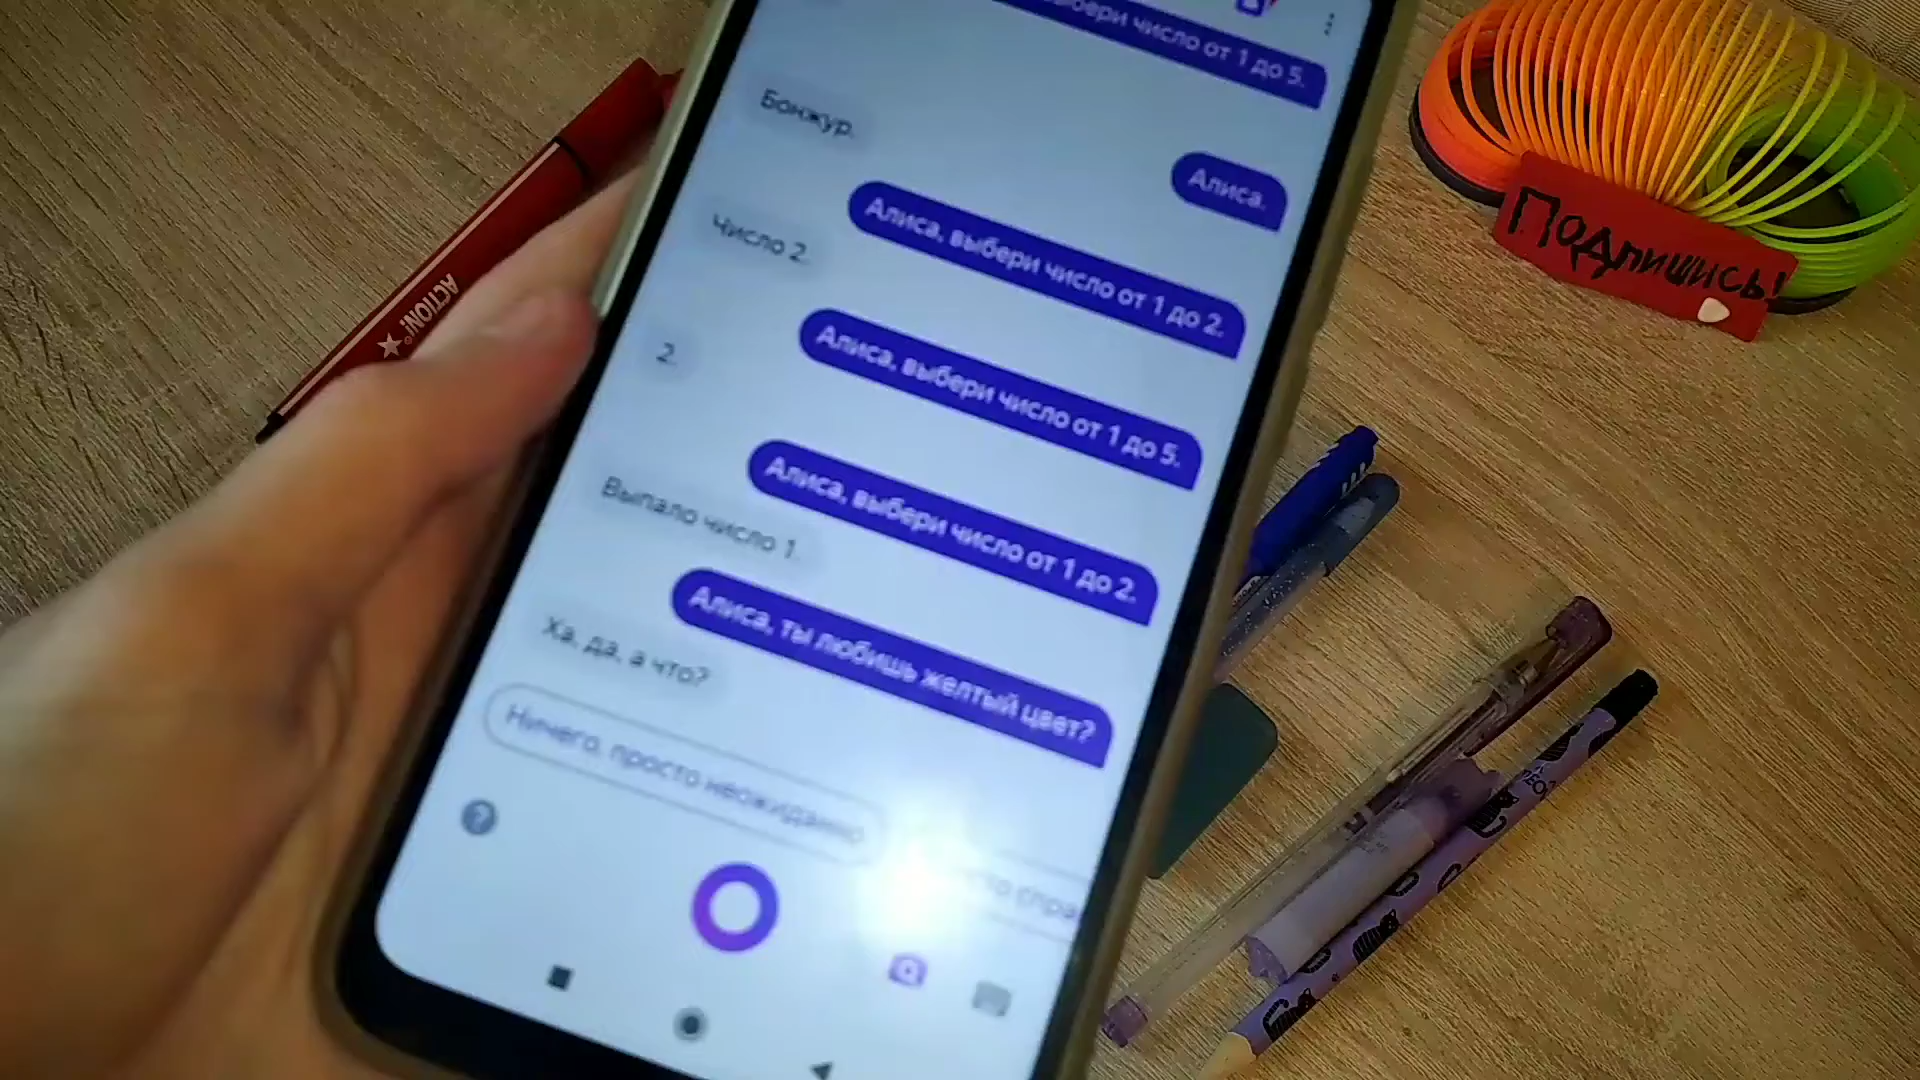 выбери число от 1 до 5.
Бонжур.
Алиса.
Алиса, выбери число от 1 до 2.
Число 2.
Алиса, выбери число от 1 до 5.
2.
Алиса, выбери число от 1 до 2.
Выпало число 1.
Алиса, ты любишь желтый цвет?
Ха, да, а что?
Ничего, просто неожиданно
?
ACTION!
Подпишись!